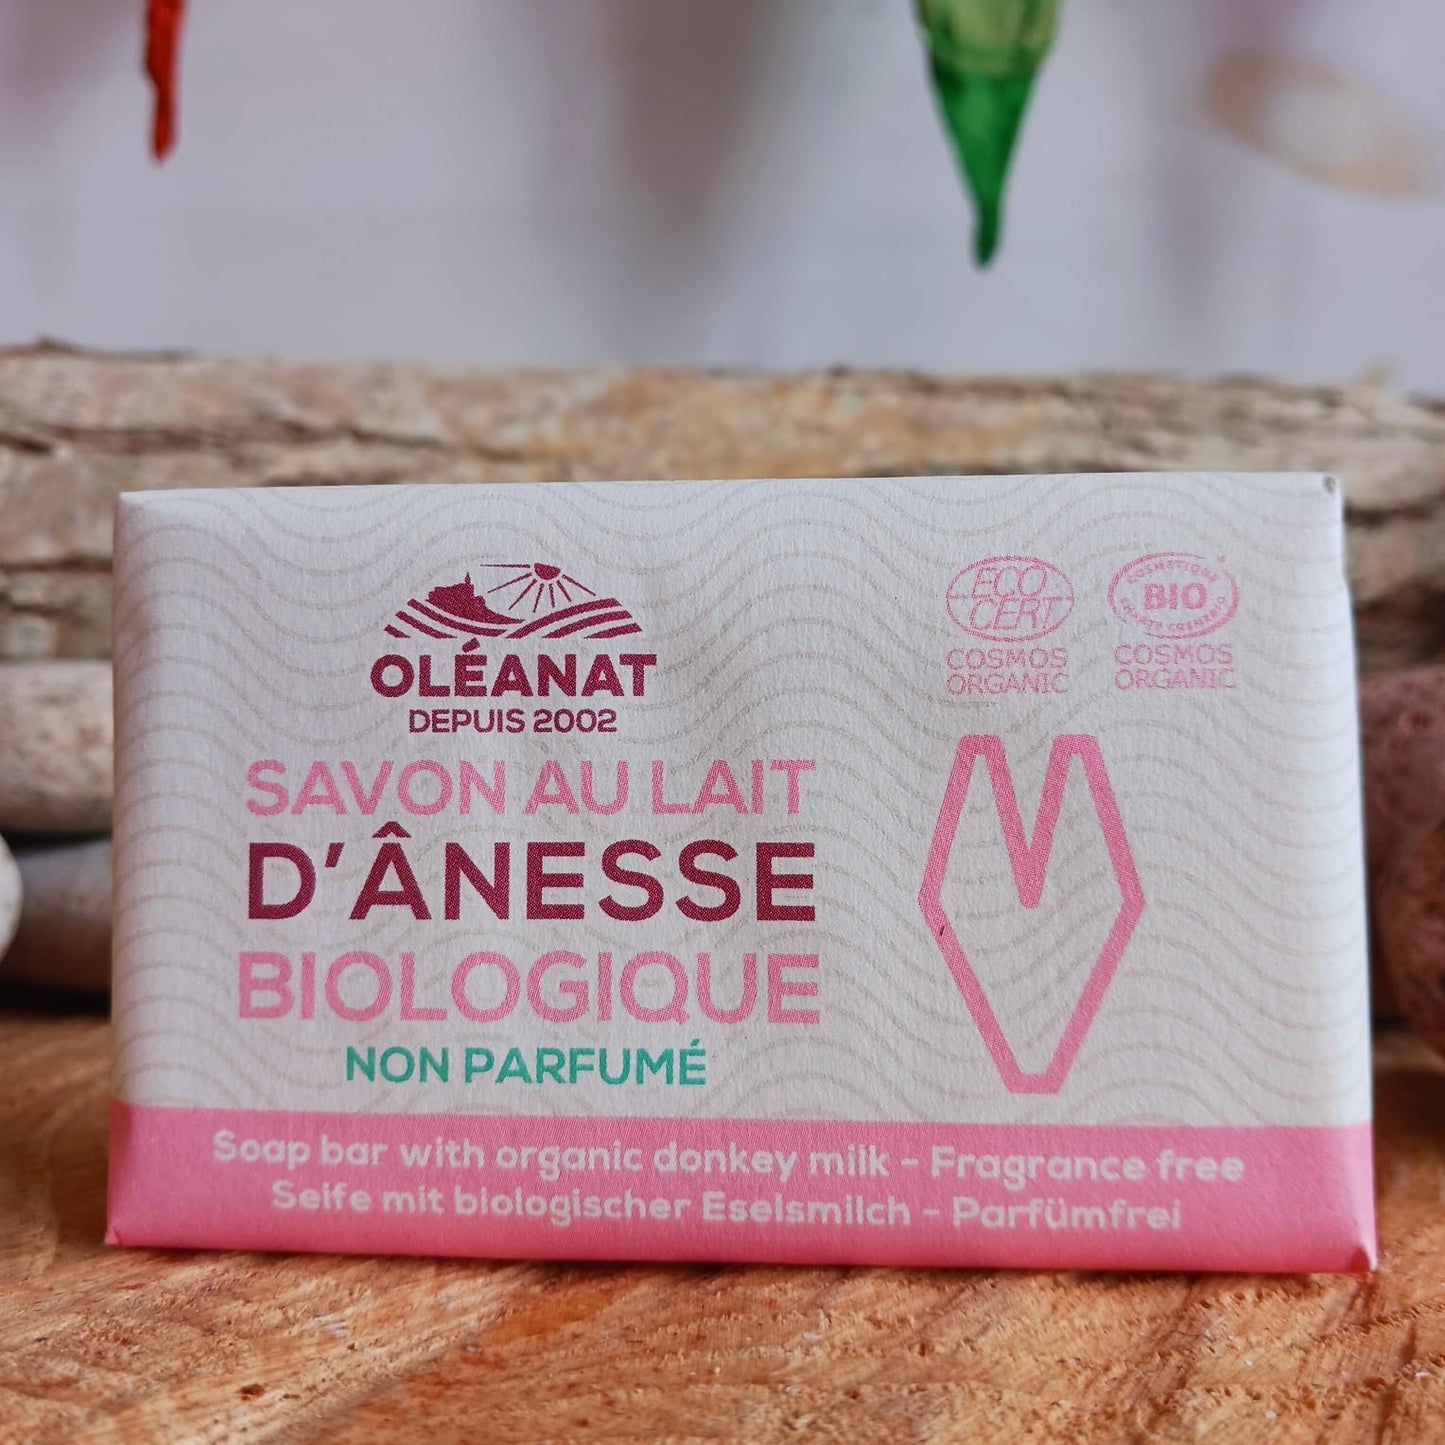 OLÉANAT
DEPUIS 2002
SAVON AU LAIT
D'ÂNESSE
BIOLOGIQUE
NON PARFUMÉ
ECO
CERT
COSMOS
ORGANIC
COSMÉTIQUE
BIO
COSMOS
ORGANIC
Soap bar with organic donkey milk - Fragrance free
Seife mit biologischer Eselsmilch - Parfümfrei